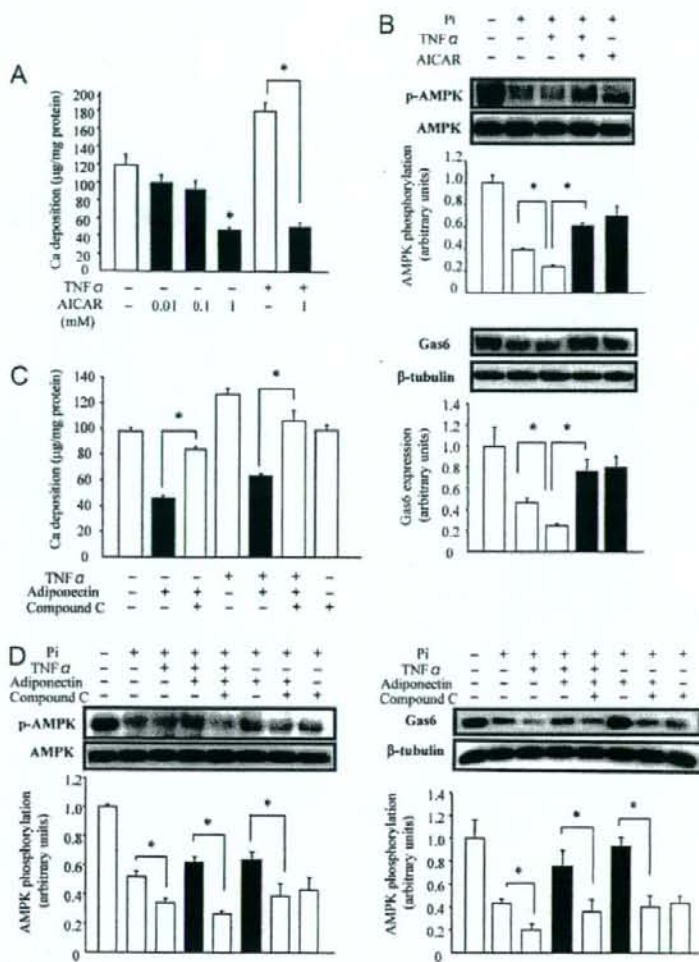 A
Ca deposition (µg/mg protein)
200
180
160
120
100
80
60
40
20
0
*
*
TNFα - - - - + +
AICAR - 0.01 0.1 1 - 1
(mM)
B
Pi - + + + +
TNFα - - + + -
AICAR - - - + +
p-AMPK
AMPK
AMPK phosphorylation
(arbitrary units)
1.2
1.0
0.8
0.6
0.4
0.2
0
* *
Gas6
β-tubulin
Gas6 expression
(arbitrary units)
1.4
1.2
1.0
0.8
0.4
0.2
0
* *
C
Ca deposition (µg/mg protein)
140
120
100
80
60
40
20
0
* *
TNFα - - - + + + -
Adiponectin - + + - + + -
Compound C - - + - - + +
D
Pi - + + + + + + +
TNFα - - + + + - - -
Adiponectin - - - + + + + -
Compound C - - - - + - + +
p-AMPK
AMPK
AMPK phosphorylation
(arbitrary units)
1.2
1.0
0.8
0.6
0.4
0.2
0
* * *
Pi - + + + + + + +
TNFα - - + + + - - -
Adiponectin - - - + + + + -
Compound C - - - - + - + +
Gas6
β-tubulin
AMPK phosphorylation
(arbitrary units)
1.4
1.2
1.0
0.8
0.6
0.4
0.2
0
* * *